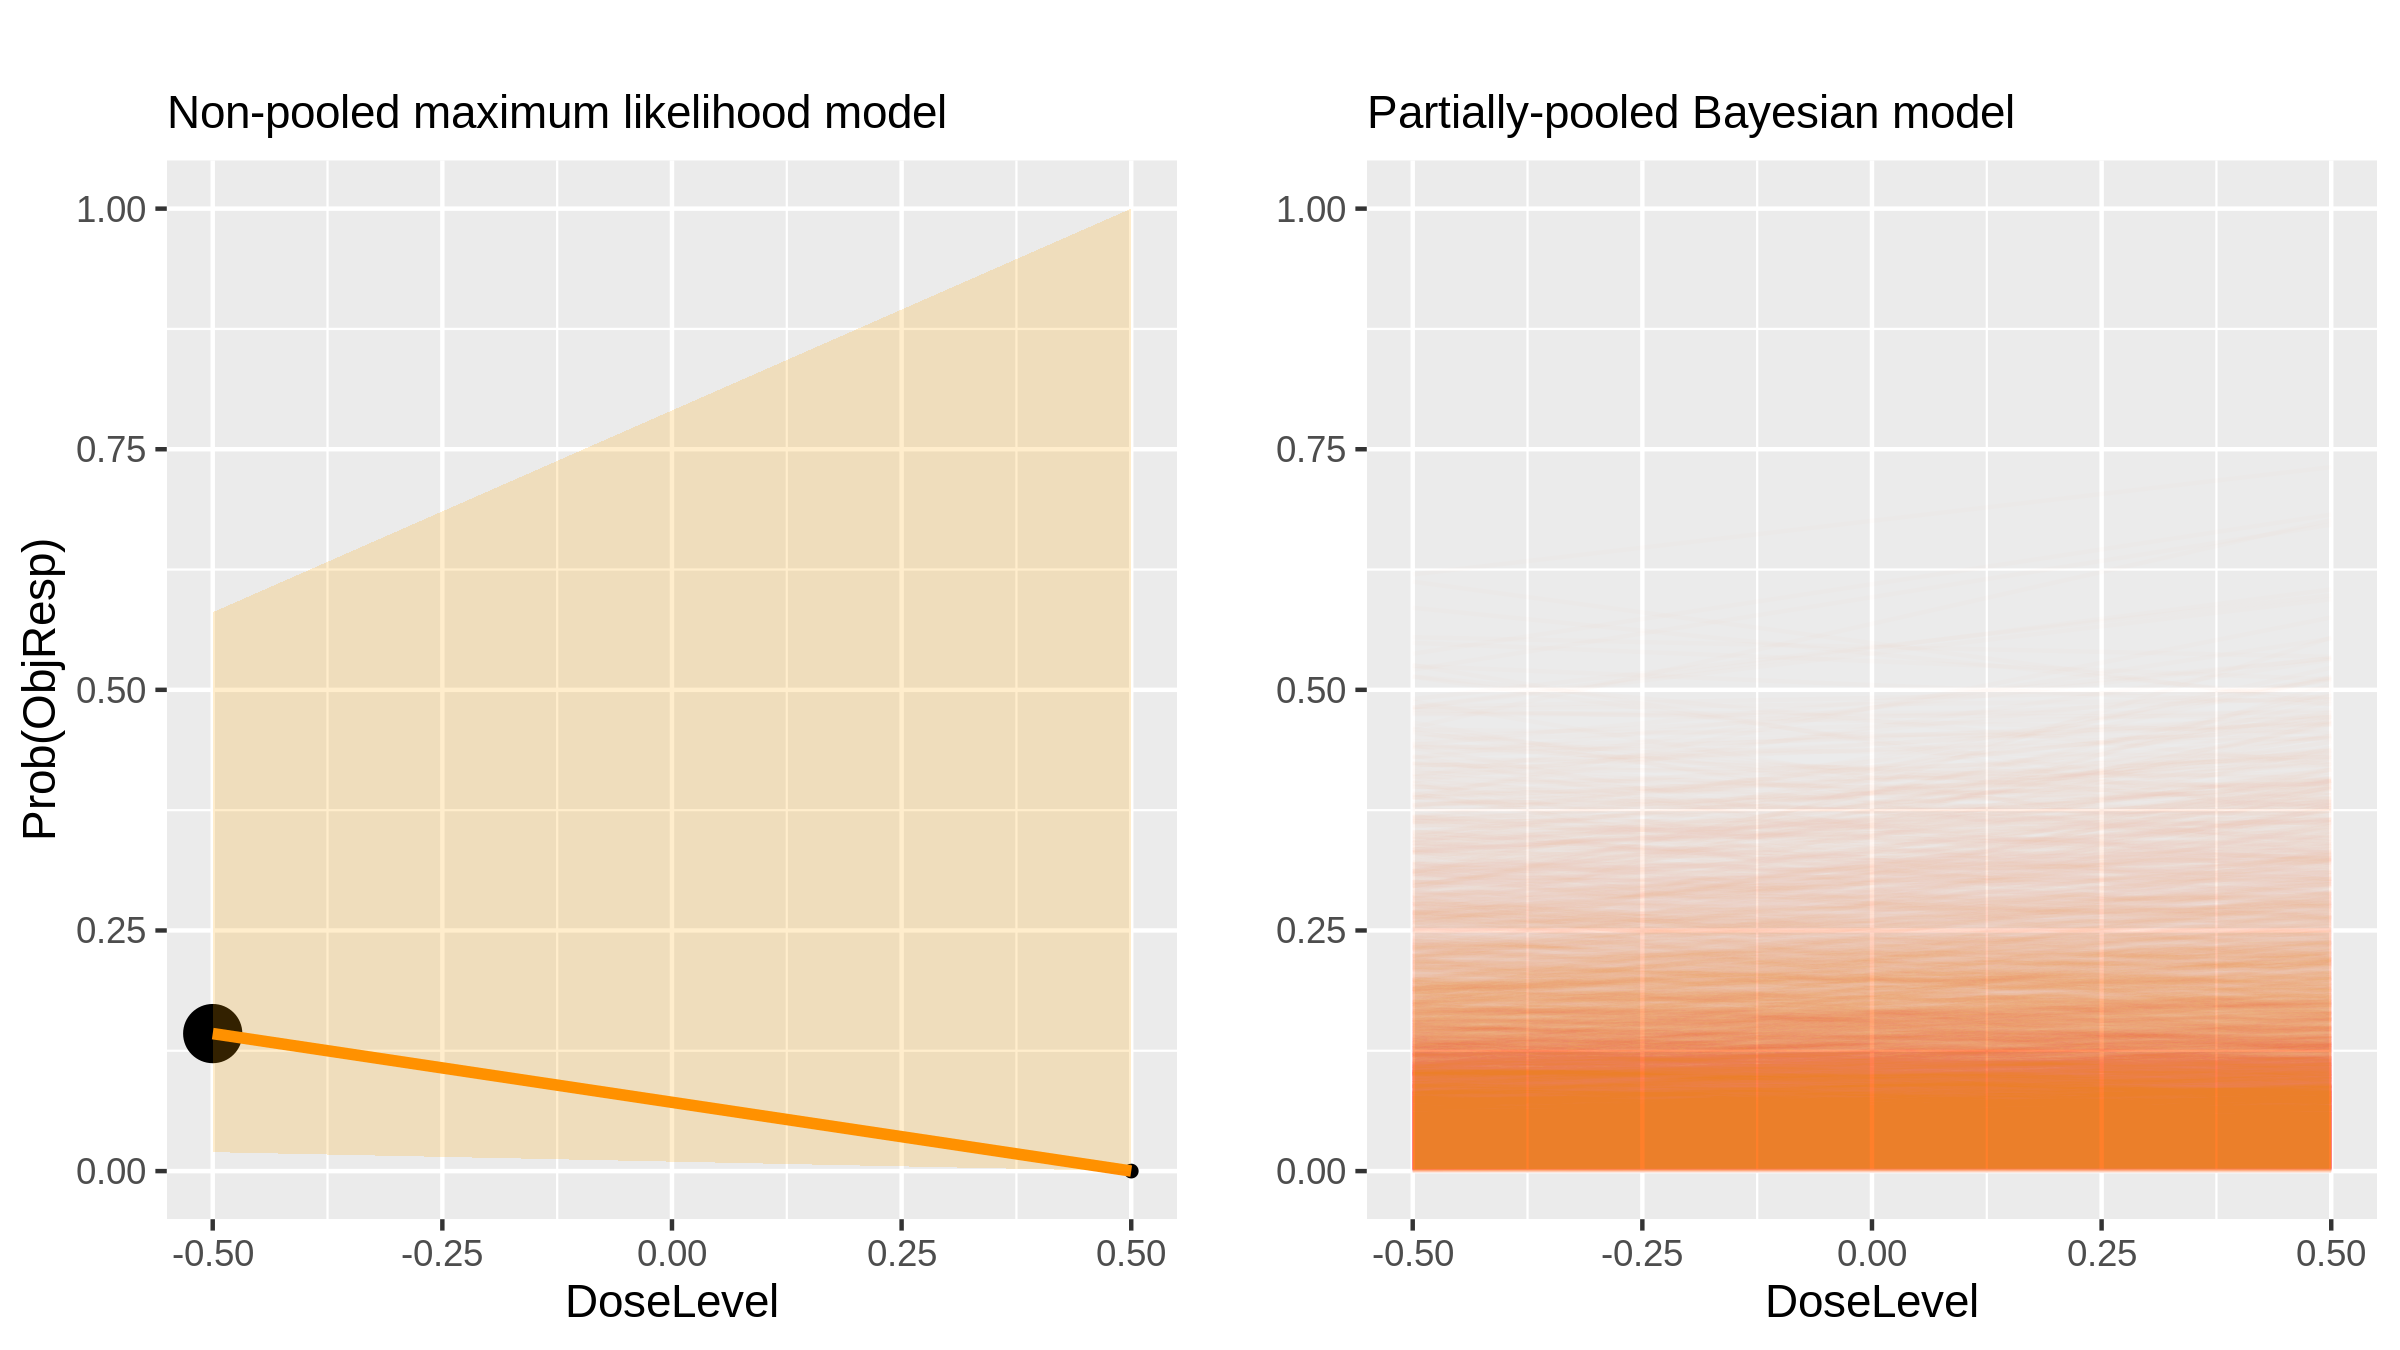 Non-pooled maximum likelihood model
Prob(ObjResp)
1.00
0.75
0.50
0.25
0.00
-0.50 -0.25 0.00 0.25 0.50
DoseLevel
Partially-pooled Bayesian model
1.00
0.75
0.50
0.25
0.00
-0.50 -0.25 0.00 0.25 0.50
DoseLevel